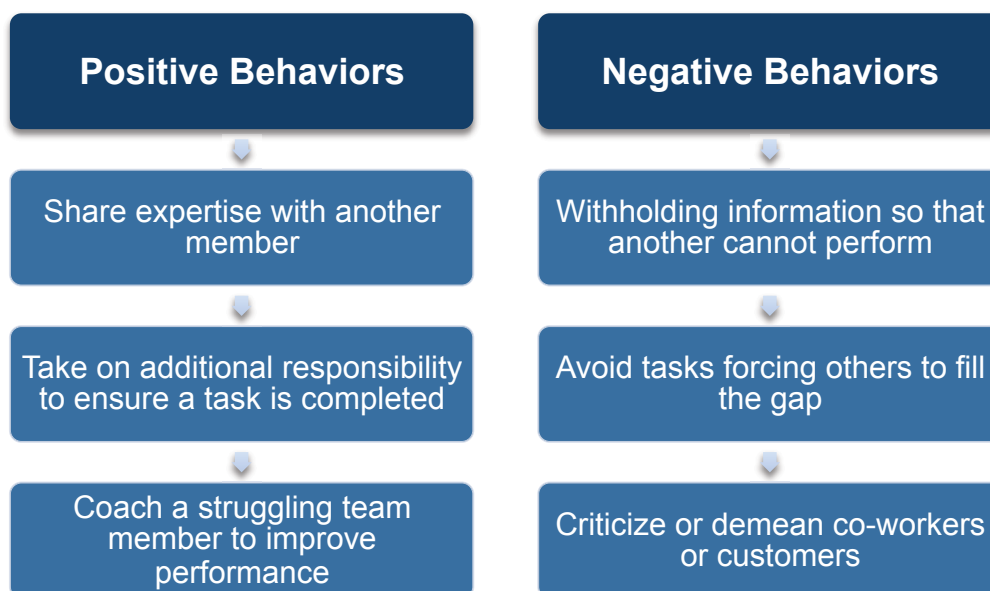 Positive Behaviors
Share expertise with another
member
Take on additional responsibility
to ensure a task is completed
Coach a struggling team
member to improve
performance
Negative Behaviors
Withholding information so that
another cannot perform
Avoid tasks forcing others to fill
the gap
Criticize or demean co-workers
or customers